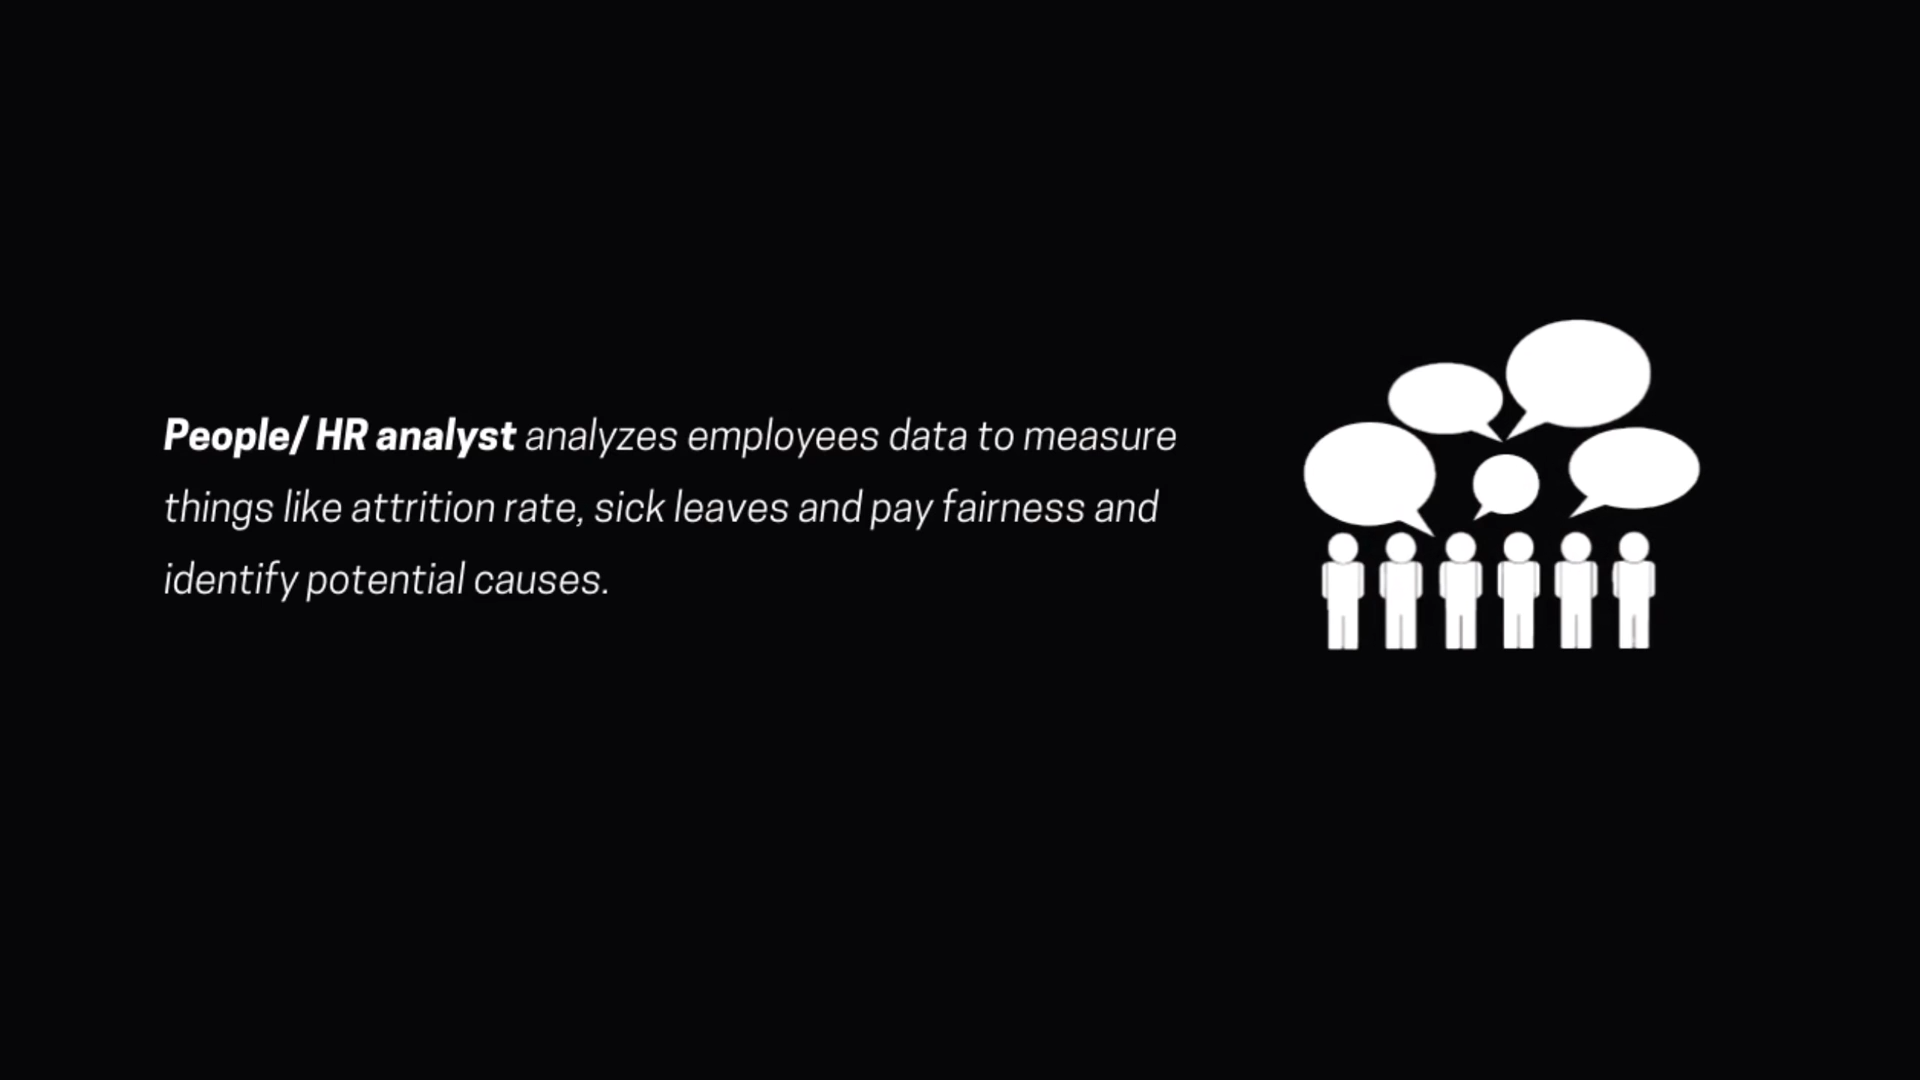 People/ HR analyst analyzes employees data to measure
things like attrition rate, sick leaves and pay fairness and
identify potential causes.